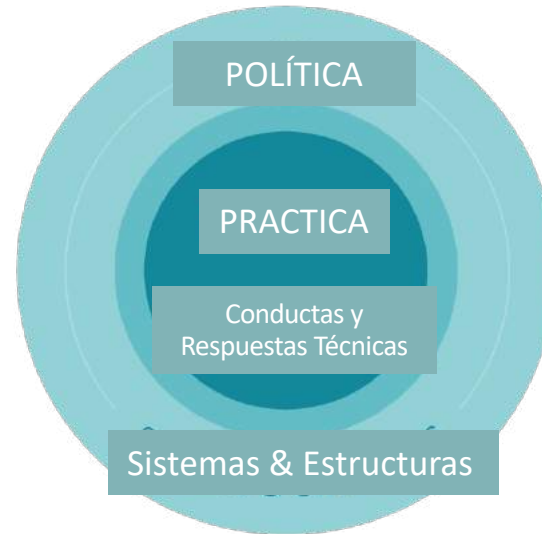 POLÍTICA
PRACTICA
Conductas y
Respuestas Técnicas
Sistemas & Estructuras